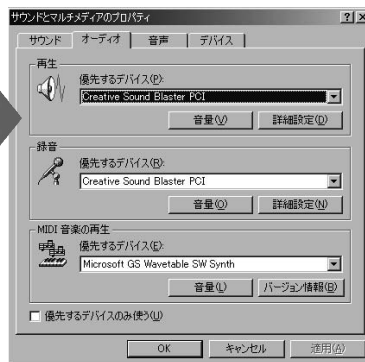 サウンドとマルチメディアのプロパティ
サウンド オーディオ 音声 デバイス
再生
優先するデバイス(P):
Creative Sound Blaster PCI
音量(V) 詳細設定(D)
録音
優先するデバイス(R):
Creative Sound Blaster PCI
音量(O) 詳細設定(N)
MIDI 音楽の再生
優先するデバイス(E):
Microsoft GS Wavetable SW Synth
音量(L) バージョン情報(B)
優先するデバイスのみ使う(U)
OK キャンセル 適用(A)